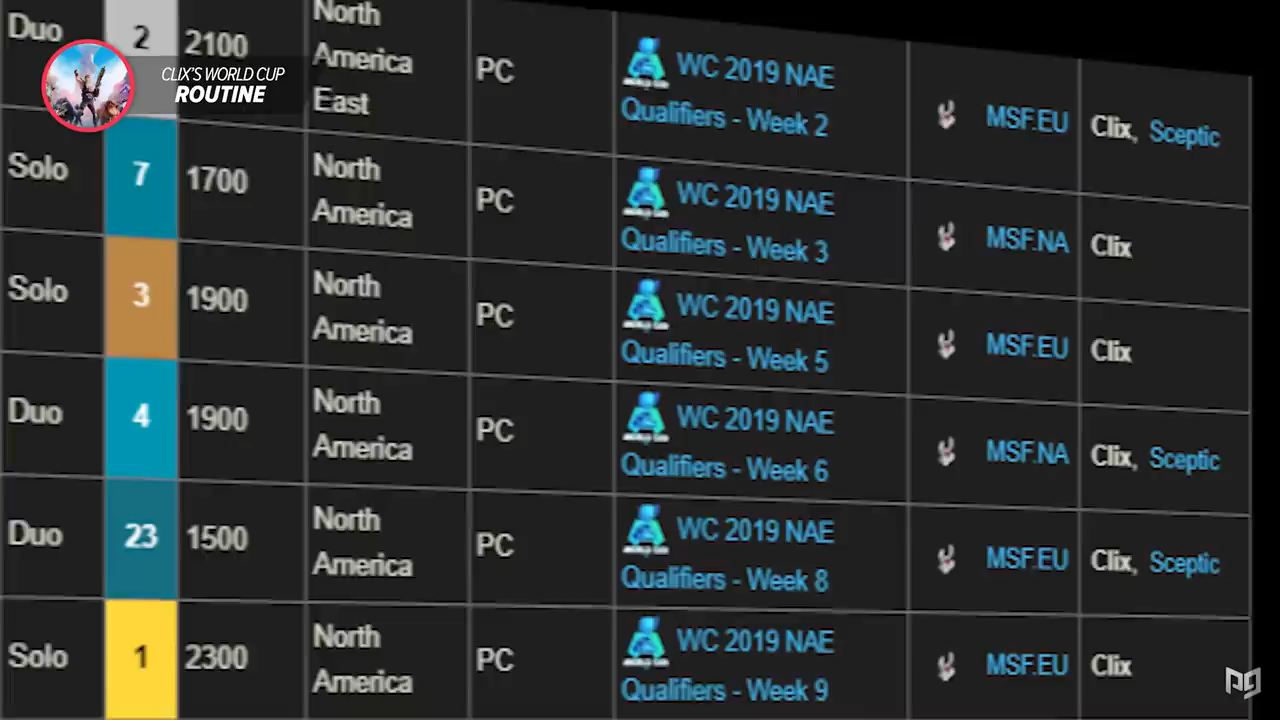 CLIX'S WORLD CUP
ROUTINE
Duo 2 2100 North America East PC WC 2019 NAE Qualifiers - Week 2 MSF.EU Clix, Sceptic
Solo 7 1700 North America PC WC 2019 NAE Qualifiers - Week 3 MSF.NA Clix
Solo 3 1900 North America PC WC 2019 NAE Qualifiers - Week 5 MSF.EU Clix
Duo 4 1900 North America PC WC 2019 NAE Qualifiers - Week 6 MSF.NA Clix, Sceptic
Duo 23 1500 North America PC WC 2019 NAE Qualifiers - Week 8 MSF.EU Clix, Sceptic
Solo 1 2300 North America PC WC 2019 NAE Qualifiers - Week 9 MSF.EU Clix